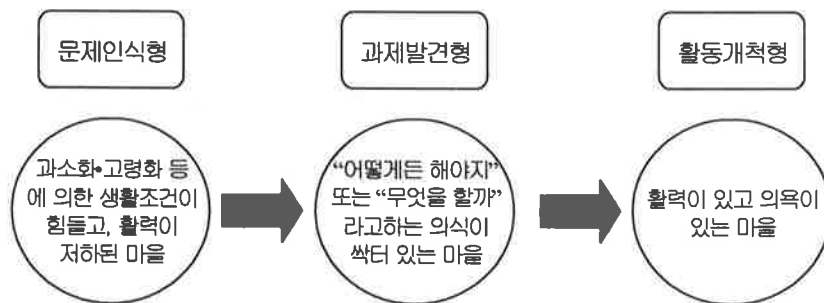 문제인식형
과제발견형
활동개척형
과소화•고령화 등
에 의한 생활조건이
힘들고, 활력이
저하된 마을
“어떻게든 해야지”
또는 “무엇을 할까”
라고하는 의식이
싹터 있는 마을
활력이 있고 의욕이
있는 마을